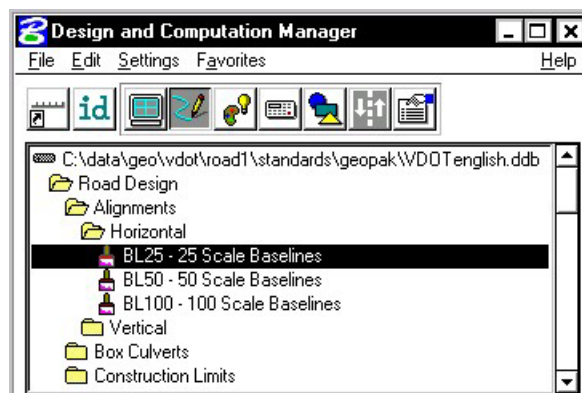 Design and Computation Manager
File Edit Settings Favorites Help
id
C:\data\geo\vdot\road1\standards\geopak\VDOTenglish.ddb
Road Design
Alignments
Horizontal
BL25 - 25 Scale Baselines
BL50 - 50 Scale Baselines
BL100 - 100 Scale Baselines
Vertical
Box Culverts
Construction Limits